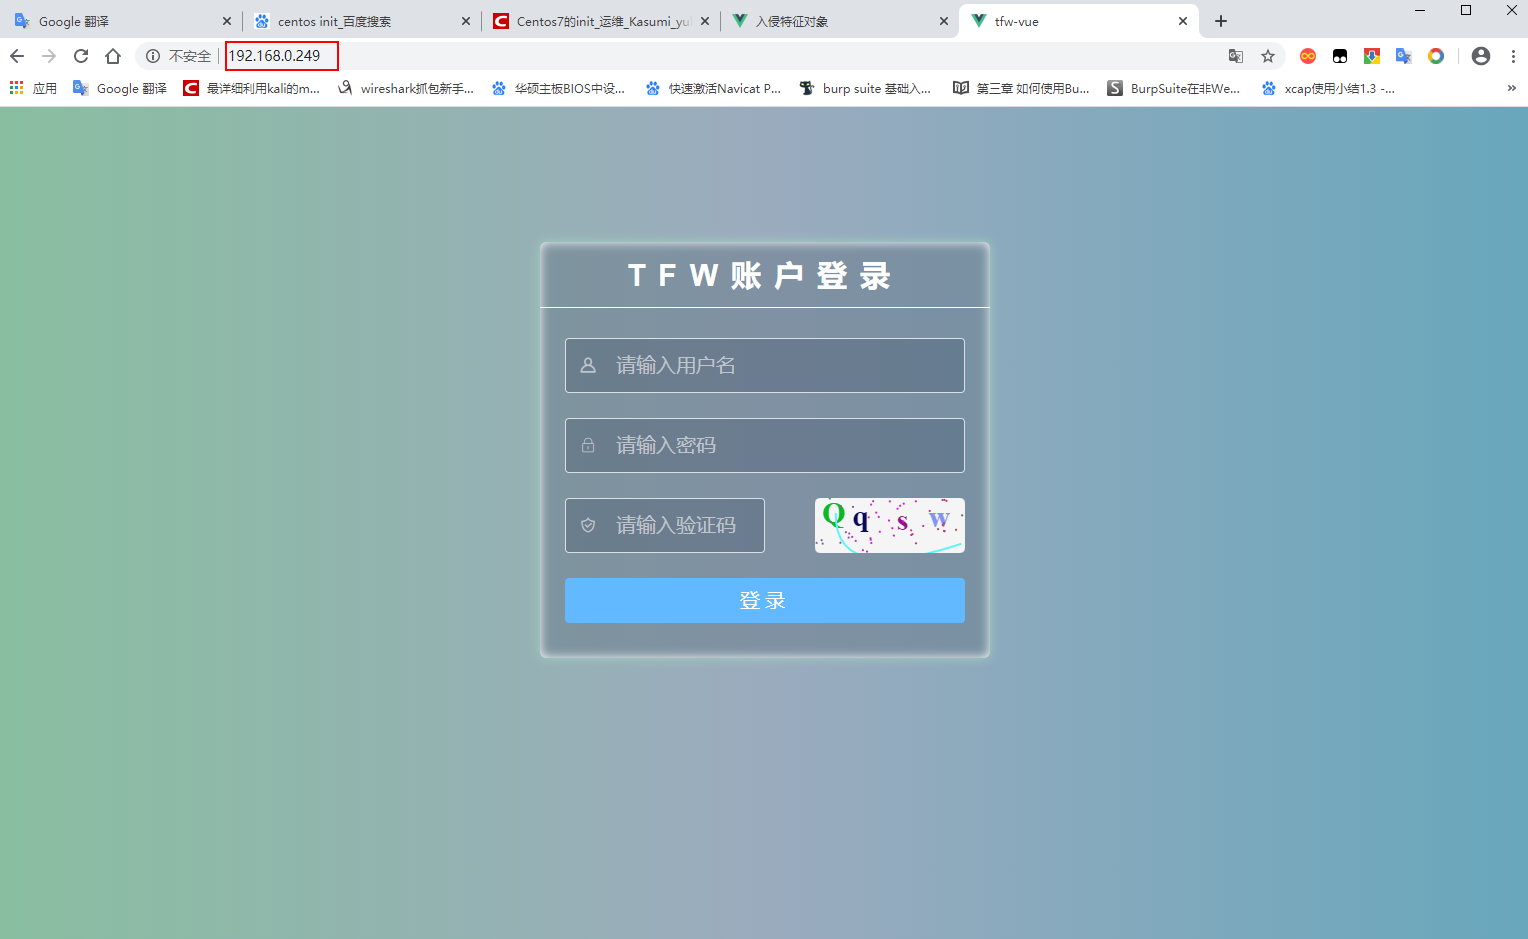 Google 翻译
centos init_百度搜索
Centos7的init_运维_Kasumi_yu
入侵特征对象
tfw-vue
不安全
192.168.0.249
应用
Google 翻译
最详细利用kali的m...
wireshark抓包新手...
华硕主板BIOS中设...
快速激活Navicat P...
burp suite 基础入...
第三章 如何使用Bu...
BurpSuite在非We...
xcap使用小结1.3 -...
TFW账户登录
请输入用户名
请输入密码
请输入验证码
Q q s w
登 录